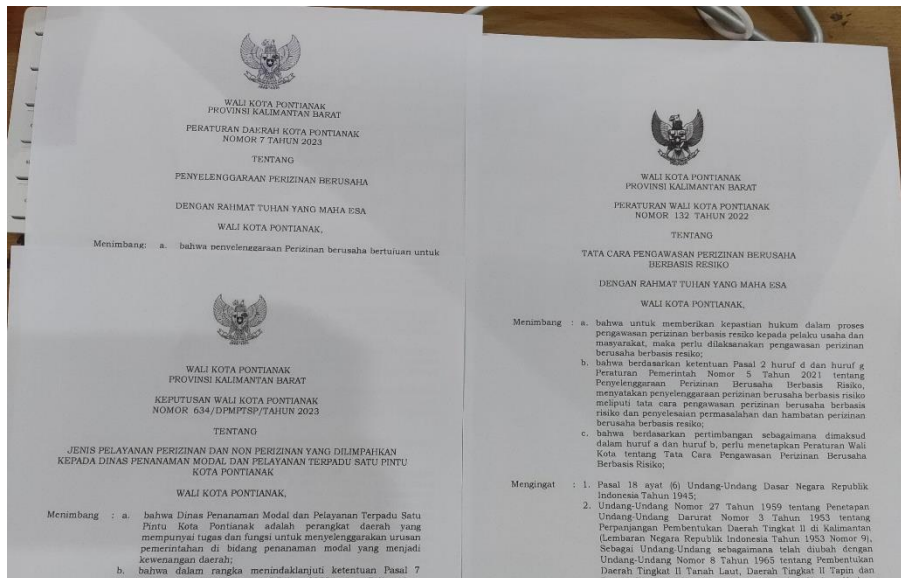 WALI KOTA PONTIANAK
PROVINSI KALIMANTAN BARAT
PERATURAN DAERAH KOTA PONTIANAK
NOMOR 7 TAHUN 2023
TENTANG
PENYELENGGARAAN PERIZINAN BERUSAHA
DENGAN RAHMAT TUHAN YANG MAHA ESA
WALI KOTA PONTIANAK,
Menimbang: a. bahwa penyelenggaraan Perizinan berusaha bertujuan untuk
WALI KOTA PONTIANAK
PROVINSI KALIMANTAN BARAT
KEPUTUSAN WALI KOTA PONTIANAK
NOMOR 634/DPMPTSP/TAHUN 2023
TENTANG
JENIS PELAYANAN PERIZINAN DAN NON PERIZINAN YANG DILIMPAHKAN
KEPADA DINAS PENANAMAN MODAL DAN PELAYANAN TERPADU SATU PINTU
KOTA PONTIANAK
WALI KOTA PONTIANAK,
Menimbang : a. bahwa Dinas Penanaman Modal dan Pelayanan Terpadu Satu
Pintu Kota Pontianak adalah perangkat daerah yang
mempunyai tugas dan fungsi untuk menyelenggarakan urusan
pemerintahan di bidang penanaman modal yang menjadi
kewenangan daerah;
b. bahwa dalam rangka menindaklanjuti ketentuan Pasal 7
WALI KOTA PONTIANAK
PROVINSI KALIMANTAN BARAT
PERATURAN WALI KOTA PONTIANAK
NOMOR 132 TAHUN 2022
TENTANG
TATA CARA PENGAWASAN PERIZINAN BERUSAHA
BERBASIS RESIKO
DENGAN RAHMAT TUHAN YANG MAHA ESA
WALI KOTA PONTIANAK,
Menimbang : a. bahwa untuk memberikan kepastian hukum dalam proses
pengawasan perizinan berbasis resiko kepada pelaku usaha dan
masyarakat, maka perlu dilaksanakan pengawasan perizinan
berusaha berbasis resiko;
b. bahwa berdasarkan ketentuan Pasal 2 huruf d dan huruf g
Peraturan Pemerintah Nomor 5 Tahun 2021 tentang
Penyelenggaraan Perizinan Berusaha Berbasis Risiko,
menyatakan penyelenggaraan perizinan berusaha berbasis risiko
meliputi tata cara pengawasan perizinan berusaha berbasis
risiko dan penyelesaian permasalahan dan hambatan perizinan
berusaha berbasis resiko;
c. bahwa berdasarkan pertimbangan sebagaimana dimaksud
dalam huruf a dan huruf b, perlu menetapkan Peraturan Wali
Kota tentang Tata Cara Pengawasan Perizinan Berusaha
Berbasis Risiko;
Mengingat : 1. Pasal 18 ayat (6) Undang-Undang Dasar Negara Republik
Indonesia Tahun 1945;
2. Undang-Undang Nomor 27 Tahun 1959 tentang Penetapan
Undang-Undang Darurat Nomor 3 Tahun 1953 tentang
Perpanjangan Pembentukan Daerah Tingkat II di Kalimantan
(Lembaran Negara Republik Indonesia Tahun 1953 Nomor 9),
Sebagai Undang-Undang sebagaimana telah diubah dengan
Undang-Undang Nomor 8 Tahun 1965 tentang Pembentukan
Daerah Tingkat II Tanah Laut, Daerah Tingkat II Tapin dan